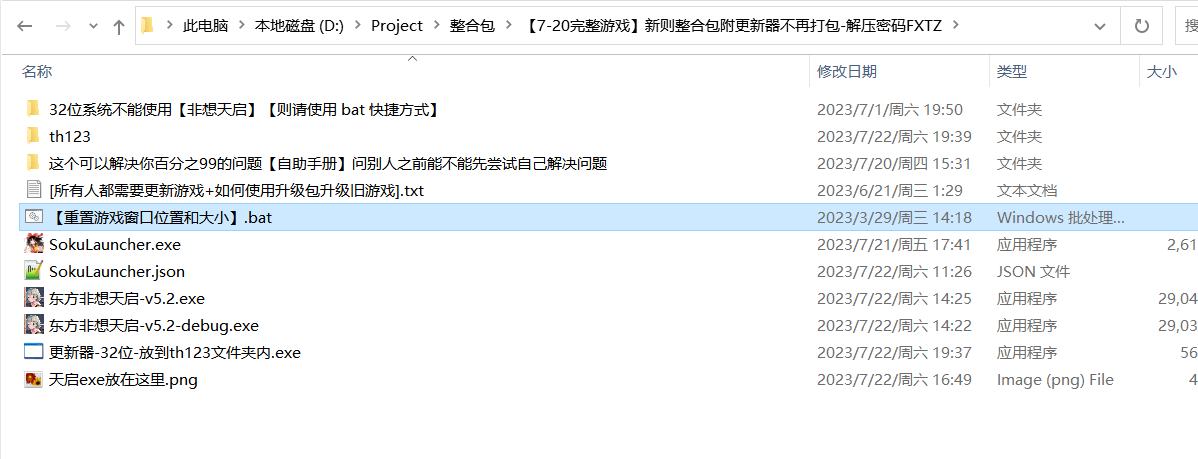 此电脑 > 本地磁盘 (D:) > Project > 整合包 > 【7-20完整游戏】新则整合包附更新器不再打包-解压密码FXTZ >
名称 修改日期 类型 大小
32位系统不能使用【非想天启】【则请使用 bat 快捷方式】 2023/7/1/周六 19:50 文件夹
th123 2023/7/22/周六 19:39 文件夹
这个可以解决你百分之99的问题【自助手册】问别人之前能不能先尝试自己解决问题 2023/7/20/周四 15:31 文件夹
[所有人都需要更新游戏+如何使用升级包升级旧游戏].txt 2023/6/21/周三 1:29 文本文档
【重置游戏窗口位置和大小】.bat 2023/3/29/周三 14:18 Windows 批处理...
SokuLauncher.exe 2023/7/21/周五 17:41 应用程序 2,61
SokuLauncher.json 2023/7/22/周六 11:26 JSON 文件
东方非想天启-v5.2.exe 2023/7/22/周六 14:25 应用程序 29,04
东方非想天启-v5.2-debug.exe 2023/7/22/周六 14:22 应用程序 29,03
更新器-32位-放到th123文件夹内.exe 2023/7/22/周六 19:37 应用程序 56
天启exe放在这里.png 2023/7/22/周六 16:49 Image (png) File 4